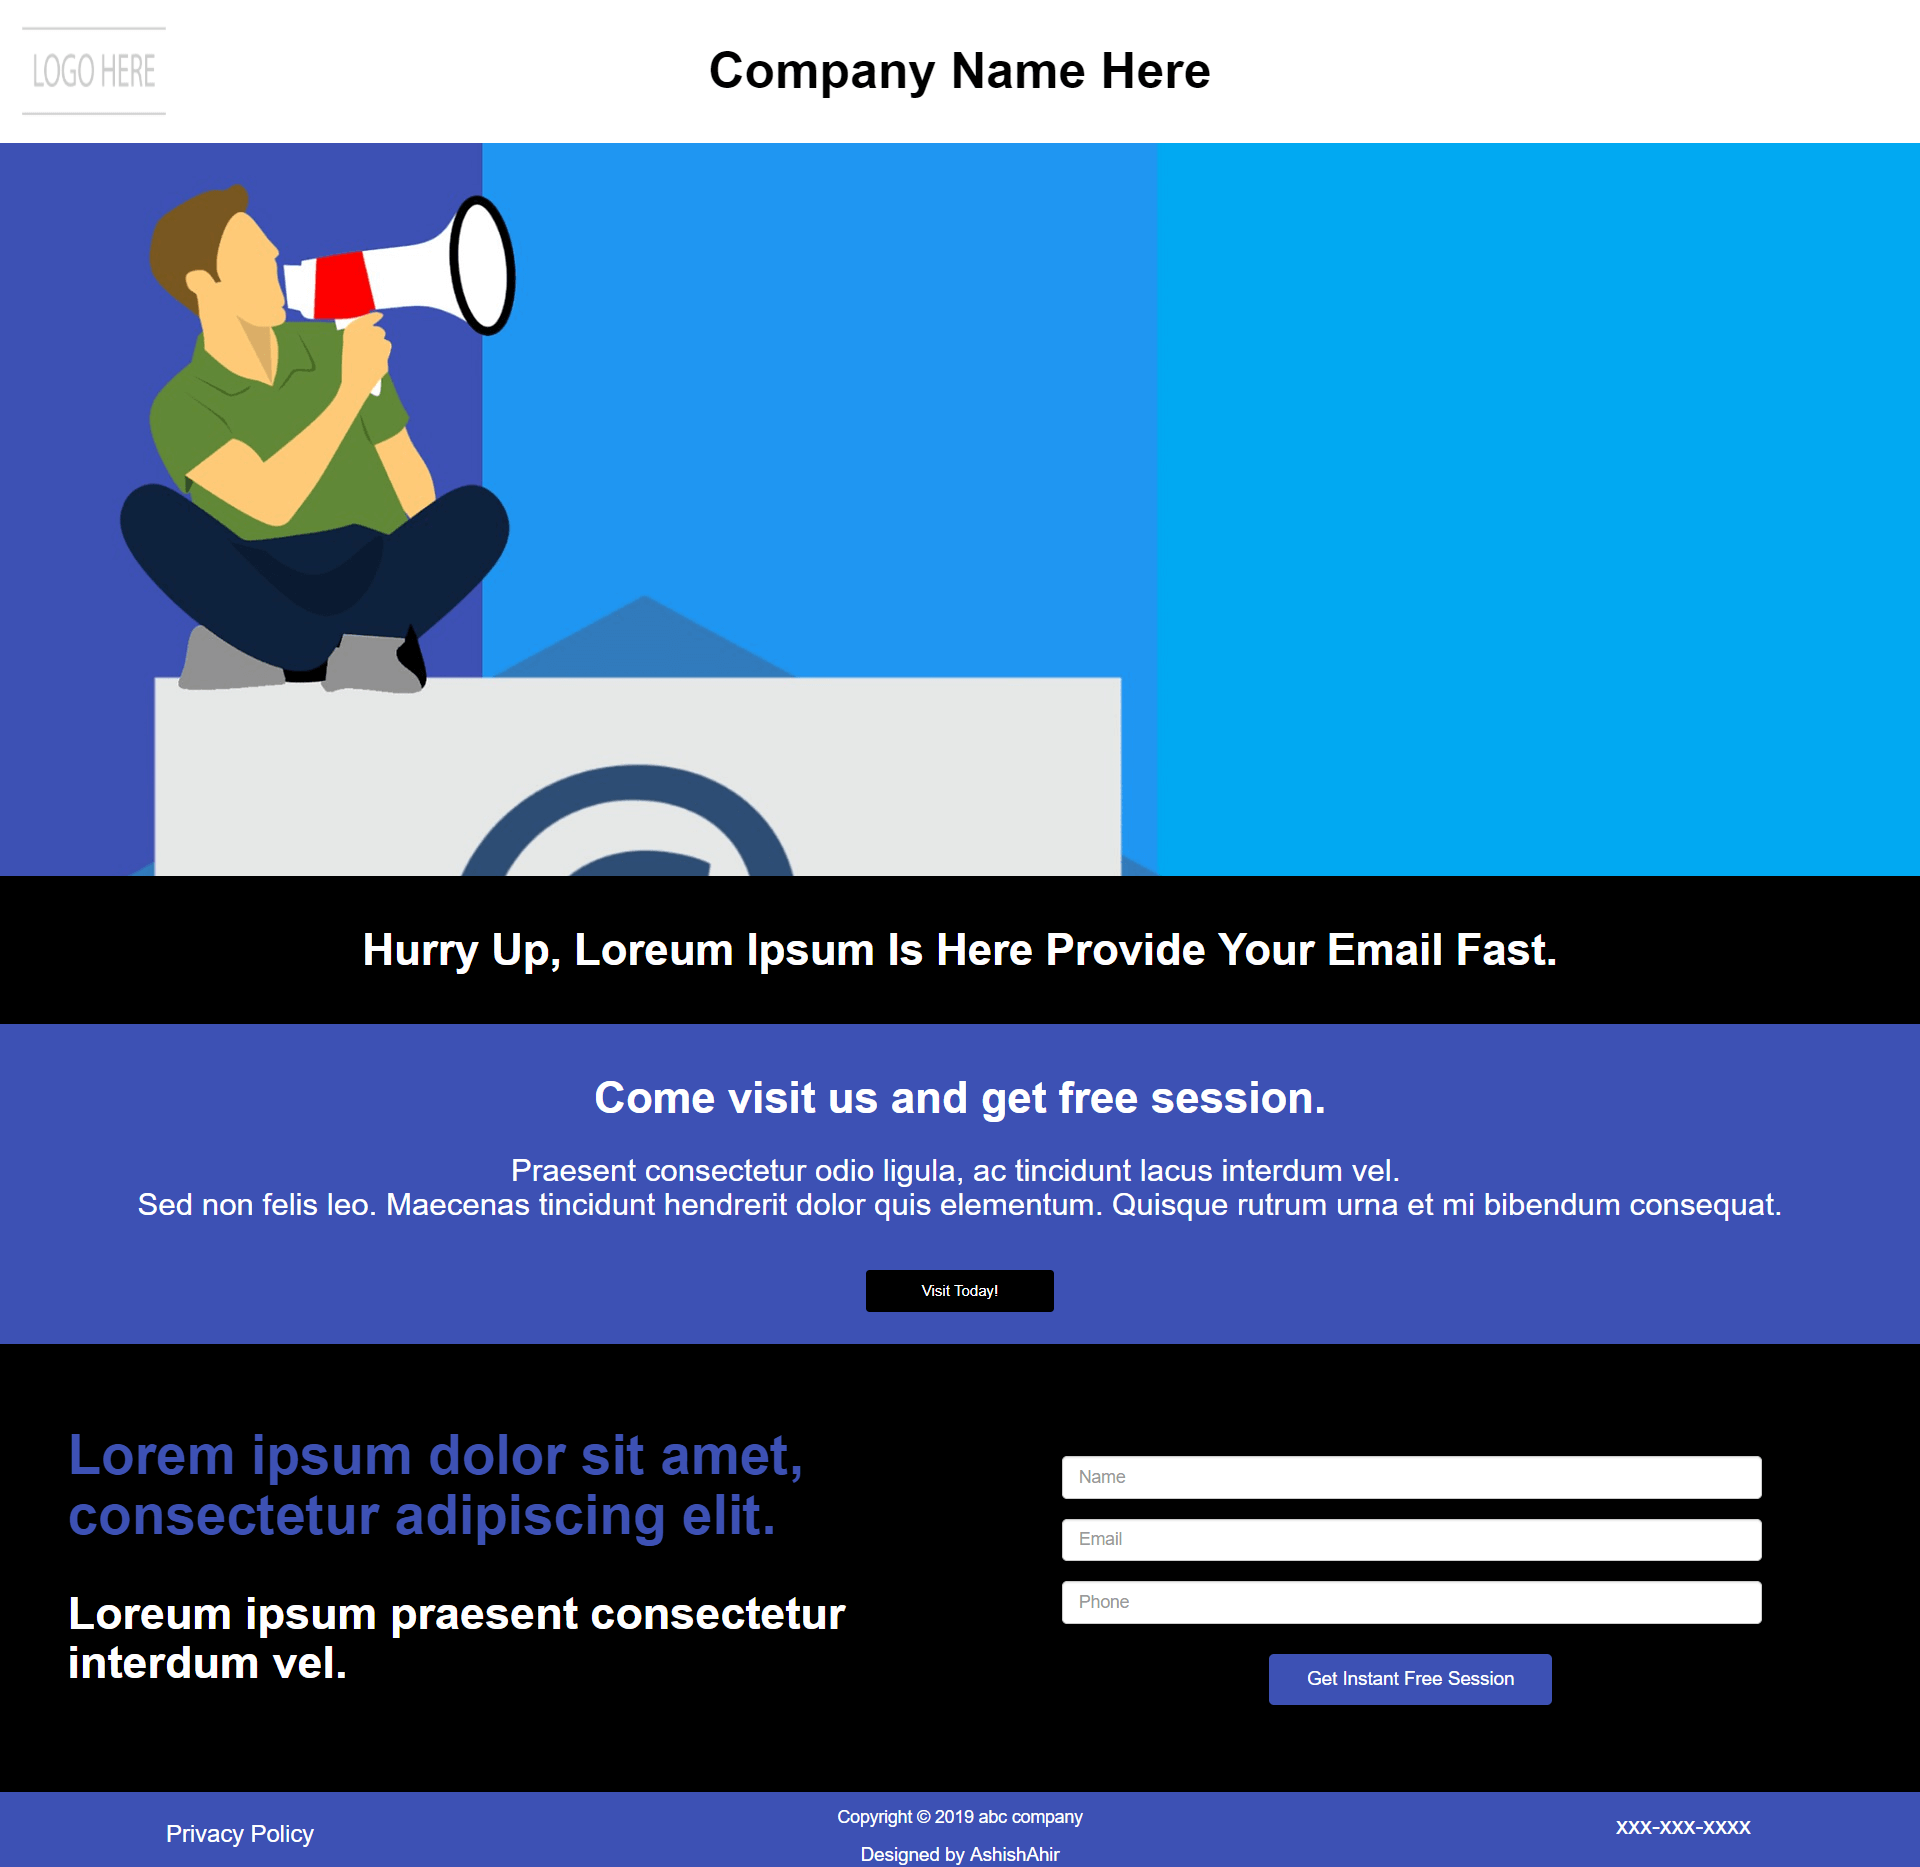 LOGO HERE
Company Name Here
Hurry Up, Loreum Ipsum Is Here Provide Your Email Fast.
Come visit us and get free session.
Praesent consectetur odio ligula, ac tincidunt lacus interdum vel.
Sed non felis leo. Maecenas tincidunt hendrerit dolor quis elementum. Quisque rutrum urna et mi bibendum consequat.
Visit Today!
Lorem ipsum dolor sit amet,
consectetur adipiscing elit.
Loreum ipsum praesent consectetur
interdum vel.
Name
Email
Phone
Get Instant Free Session
Privacy Policy
Copyright © 2019 abc company
Designed by AshishAhir
xxx-xxx-xxxx